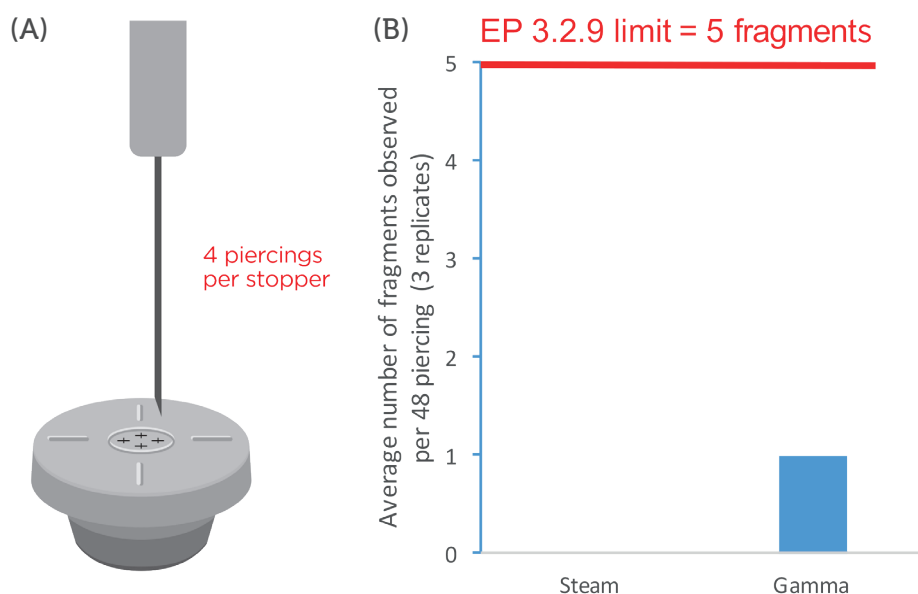 (A)
4 piercings
per stopper
(B)
EP 3.2.9 limit = 5 fragments
Average number of fragments observed
per 48 piercing (3 replicates)
5
4
3
2
1
0
Steam
Gamma